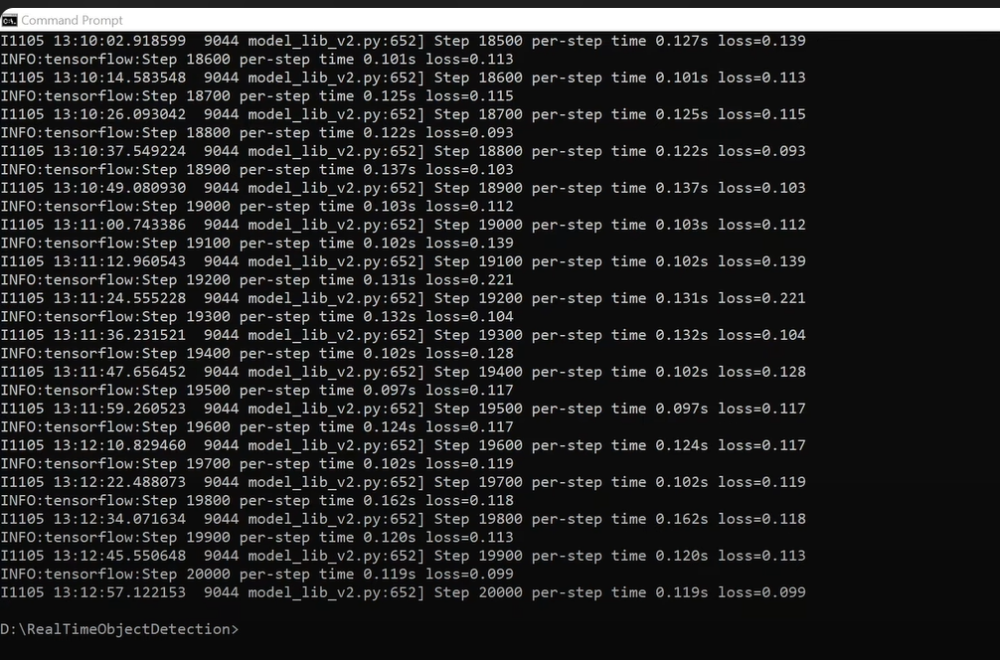 Command Prompt
I1105 13:10:02.918599  9044 model_lib_v2.py:652] Step 18500 per-step time 0.127s loss=0.139
INFO:tensorflow:Step 18600 per-step time 0.101s loss=0.113
I1105 13:10:14.583548  9044 model_lib_v2.py:652] Step 18600 per-step time 0.101s loss=0.113
INFO:tensorflow:Step 18700 per-step time 0.125s loss=0.115
I1105 13:10:26.093042  9044 model_lib_v2.py:652] Step 18700 per-step time 0.125s loss=0.115
INFO:tensorflow:Step 18800 per-step time 0.122s loss=0.093
I1105 13:10:37.549224  9044 model_lib_v2.py:652] Step 18800 per-step time 0.122s loss=0.093
INFO:tensorflow:Step 18900 per-step time 0.137s loss=0.103
I1105 13:10:49.080930  9044 model_lib_v2.py:652] Step 18900 per-step time 0.137s loss=0.103
INFO:tensorflow:Step 19000 per-step time 0.103s loss=0.112
I1105 13:11:00.743386  9044 model_lib_v2.py:652] Step 19000 per-step time 0.103s loss=0.112
INFO:tensorflow:Step 19100 per-step time 0.102s loss=0.139
I1105 13:11:12.960543  9044 model_lib_v2.py:652] Step 19100 per-step time 0.102s loss=0.139
INFO:tensorflow:Step 19200 per-step time 0.131s loss=0.221
I1105 13:11:24.555228  9044 model_lib_v2.py:652] Step 19200 per-step time 0.131s loss=0.221
INFO:tensorflow:Step 19300 per-step time 0.132s loss=0.104
I1105 13:11:36.231521  9044 model_lib_v2.py:652] Step 19300 per-step time 0.132s loss=0.104
INFO:tensorflow:Step 19400 per-step time 0.102s loss=0.128
I1105 13:11:47.656452  9044 model_lib_v2.py:652] Step 19400 per-step time 0.102s loss=0.128
INFO:tensorflow:Step 19500 per-step time 0.097s loss=0.117
I1105 13:11:59.260523  9044 model_lib_v2.py:652] Step 19500 per-step time 0.097s loss=0.117
INFO:tensorflow:Step 19600 per-step time 0.124s loss=0.117
I1105 13:12:10.829460  9044 model_lib_v2.py:652] Step 19600 per-step time 0.124s loss=0.117
INFO:tensorflow:Step 19700 per-step time 0.102s loss=0.119
I1105 13:12:22.488073  9044 model_lib_v2.py:652] Step 19700 per-step time 0.102s loss=0.119
INFO:tensorflow:Step 19800 per-step time 0.162s loss=0.118
I1105 13:12:34.071634  9044 model_lib_v2.py:652] Step 19800 per-step time 0.162s loss=0.118
INFO:tensorflow:Step 19900 per-step time 0.120s loss=0.113
I1105 13:12:45.550648  9044 model_lib_v2.py:652] Step 19900 per-step time 0.120s loss=0.113
INFO:tensorflow:Step 20000 per-step time 0.119s loss=0.099
I1105 13:12:57.122153  9044 model_lib_v2.py:652] Step 20000 per-step time 0.119s loss=0.099
D:\RealTimeObjectDetection>